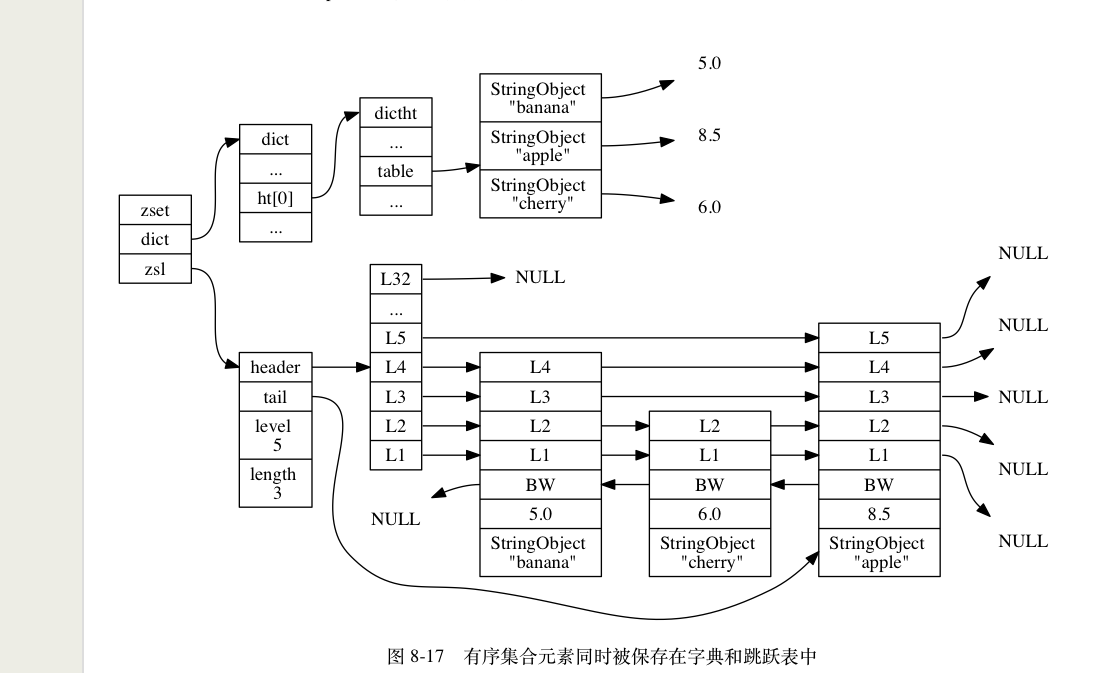 zset
dict
zsl
dict
...
ht[0]
...
dictht
...
table
...
StringObject
"banana"
StringObject
"apple"
StringObject
"cherry"
5.0
8.5
6.0
header
tail
level
5
length
3
L32
...
L5
L4
L3
L2
L1
NULL
NULL
L4
L3
L2
L1
BW
5.0
StringObject
"banana"
L2
L1
BW
6.0
StringObject
"cherry"
L5
L4
L3
L2
L1
BW
8.5
StringObject
"apple"
NULL
NULL
NULL
NULL
NULL
图 8-17 有序集合元素同时被保存在字典和跳跃表中